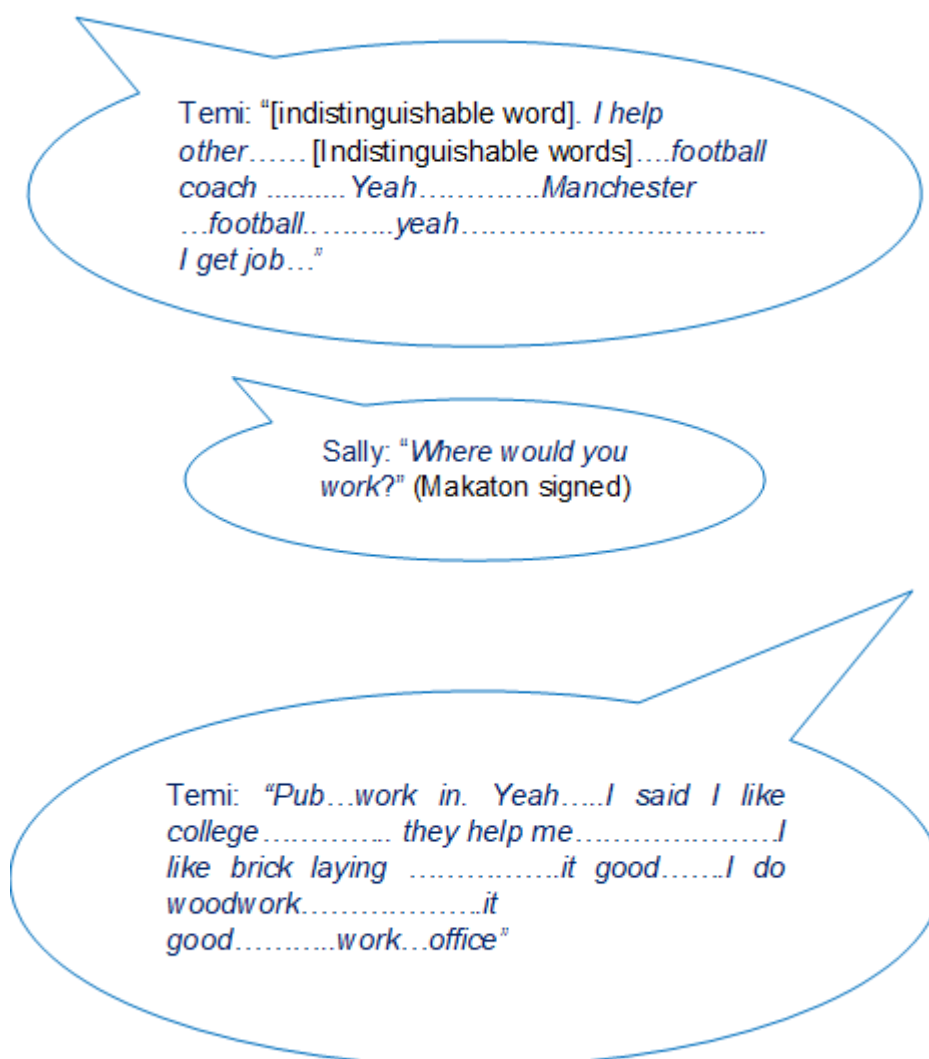 Temi: “[indistinguishable word]. I help
other…… [Indistinguishable words]….football
coach ..........Yeah………….Manchester
…football.. ……..yeah…………………………..
I get job…”
Sally: “Where would you
work?” (Makaton signed)
Temi: “Pub…work in. Yeah…..I said I like
college………….. they help me…………………I
like brick laying …………….it good…….I do
woodwork………………..it
good………..work…office”